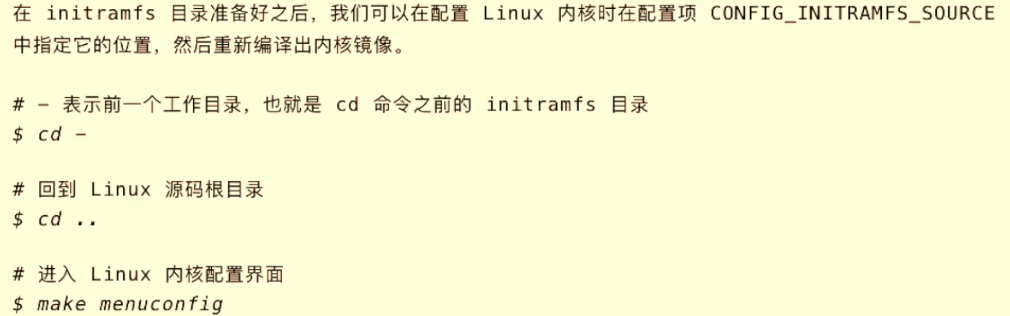 在 initramfs 目录准备好之后，我们可以在配置 Linux 内核时在配置项 CONFIG_INITRAMFS_SOURCE
中指定它的位置，然后重新编译出内核镜像。
# - 表示前一个工作目录，也就是 cd 命令之前的 initramfs 目录
$ cd -
# 回到 Linux 源码根目录
$ cd ..
# 进入 Linux 内核配置界面
$ make menuconfig